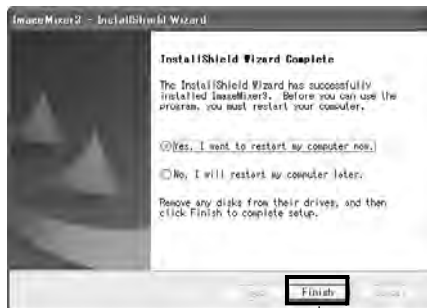 ImageMixer3 - InstallShield Wizard
InstallShield Wizard Complete
The InstallShield Wizard has successfully
installed ImageMixer3. Before you can use the
program, you must restart your computer.
Yes, I want to restart my computer now.
No, I will restart my computer later.
Remove any disks from their drives, and then
click Finish to complete setup.
Finish